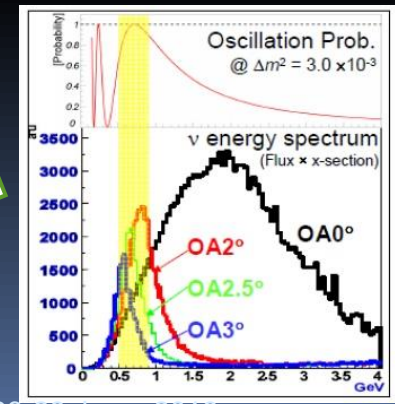 Oscillation Prob.
@ Δm² = 3.0 x10⁻³
[Probability]
1
0.8
0.6
0.4
0.2
0
ν energy spectrum
(Flux × x-section)
au
3500
3000
2500
2000
1500
1000
500
0
OA0°
OA2°
OA2.5°
OA3°
0 0.5 1 1.5 2 2.5 3 3.5 4
GeV